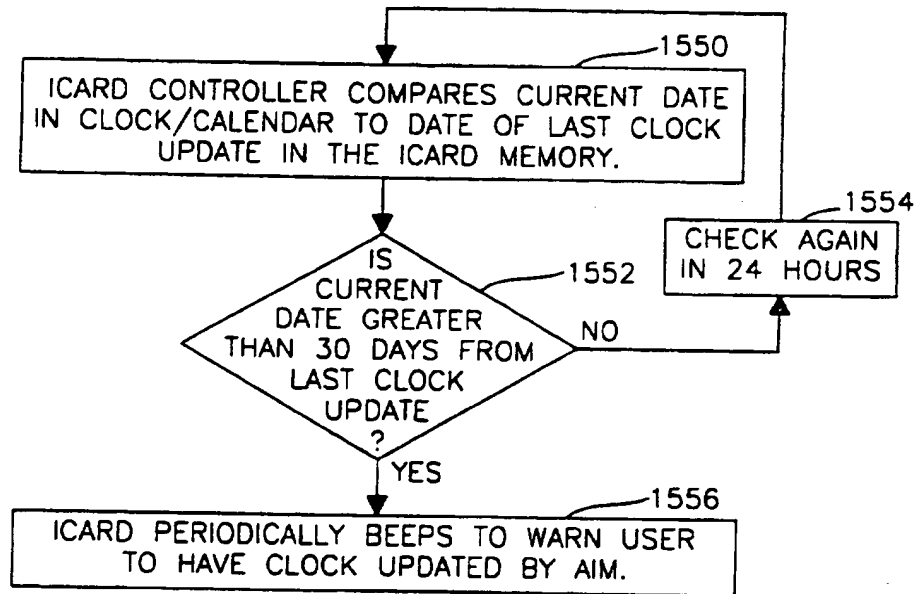 1550
ICARD CONTROLLER COMPARES CURRENT DATE
IN CLOCK/CALENDAR TO DATE OF LAST CLOCK
UPDATE IN THE ICARD MEMORY.
1554
CHECK AGAIN
IN 24 HOURS
1552
IS
CURRENT
DATE GREATER
THAN 30 DAYS FROM
LAST CLOCK
UPDATE
?
NO
YES
1556
ICARD PERIODICALLY BEEPS TO WARN USER
TO HAVE CLOCK UPDATED BY AIM.